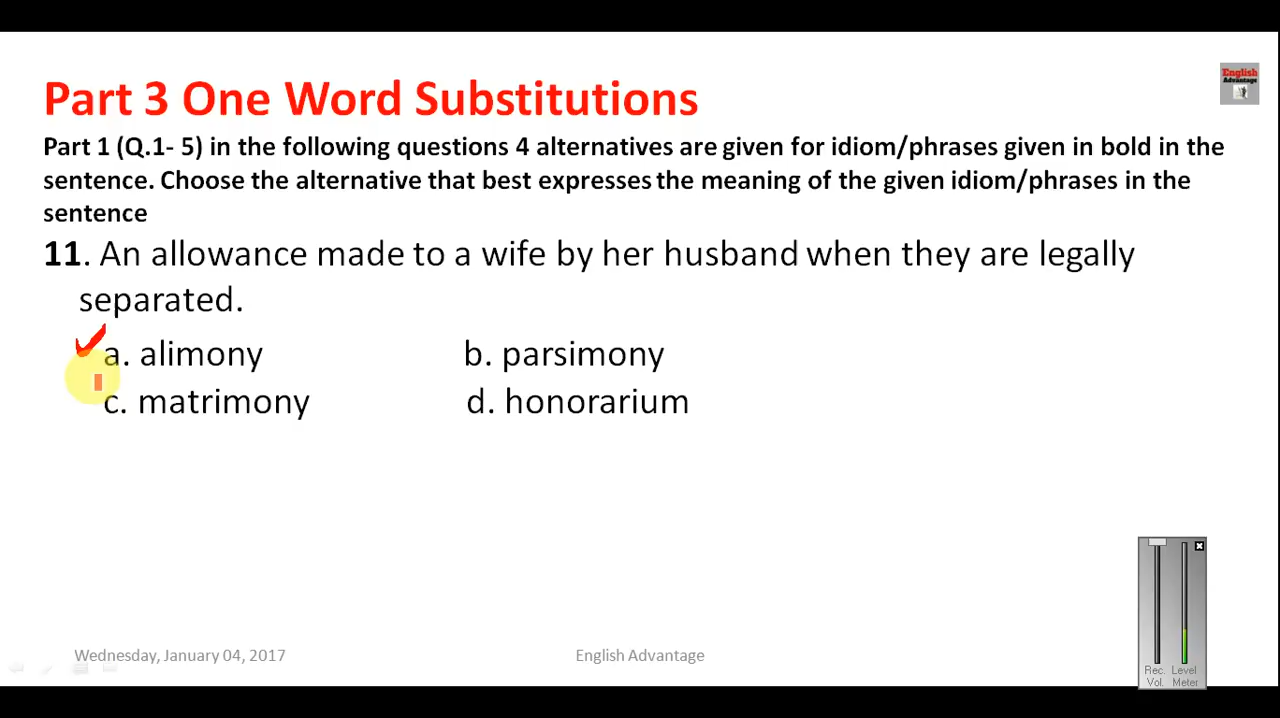 Part 3 One Word Substitutions
English
Advantage
Part 1 (Q.1- 5) in the following questions 4 alternatives are given for idiom/phrases given in bold in the
sentence. Choose the alternative that best expresses the meaning of the given idiom/phrases in the
sentence
11. An allowance made to a wife by her husband when they are legally
separated.
a. alimony b. parsimony
c. matrimony d. honorarium
Wednesday, January 04, 2017 English Advantage
Rec. Level
Vol. Meter